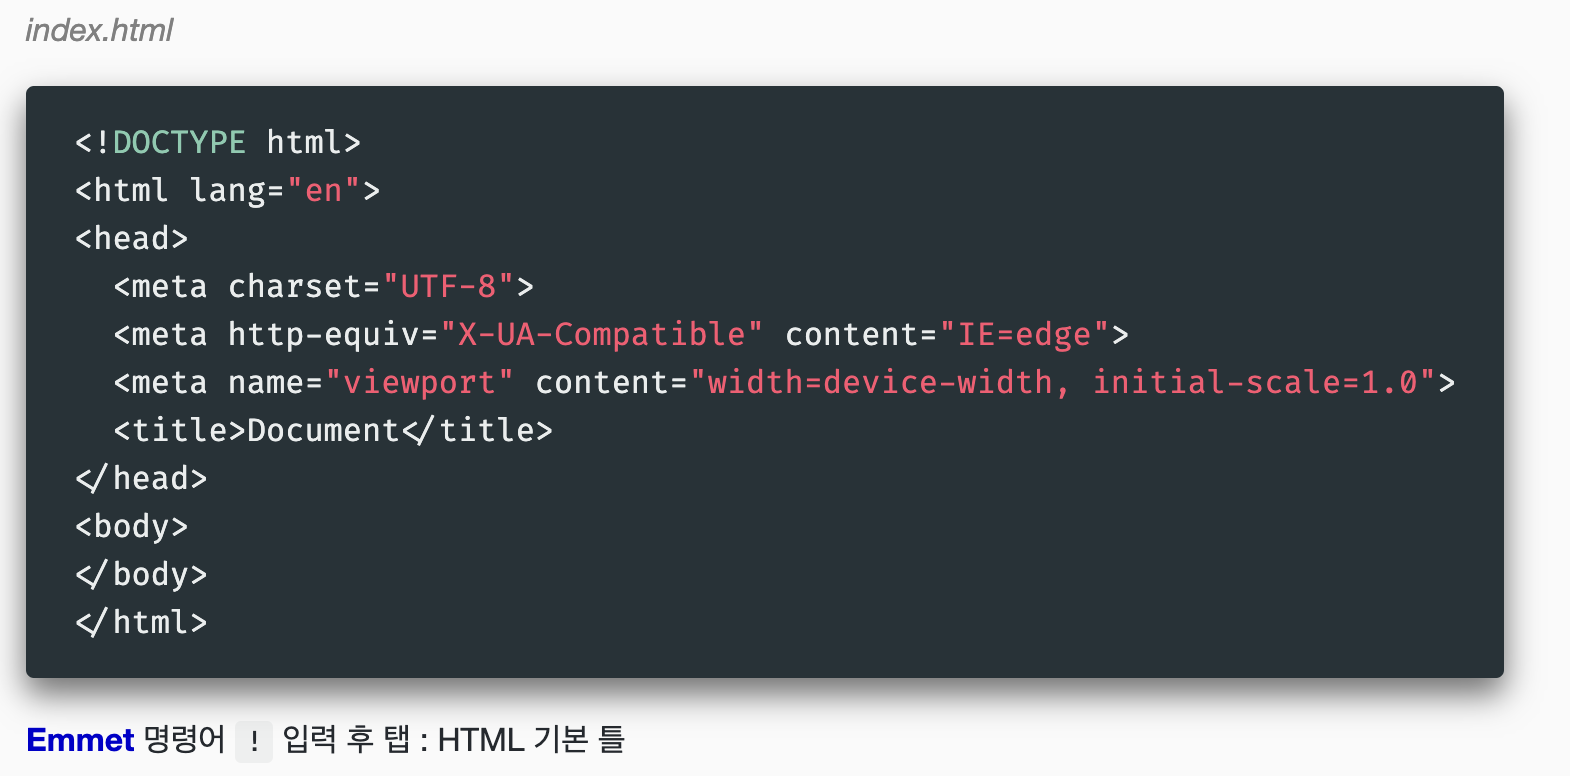 index.html
<!DOCTYPE html>
<html lang="en">
<head>
  <meta charset="UTF-8">
  <meta http-equiv="X-UA-Compatible" content="IE=edge">
  <meta name="viewport" content="width=device-width, initial-scale=1.0">
  <title>Document</title>
</head>
<body>
</body>
</html>
Emmet 명령어 ! 입력 후 탭 : HTML 기본 틀